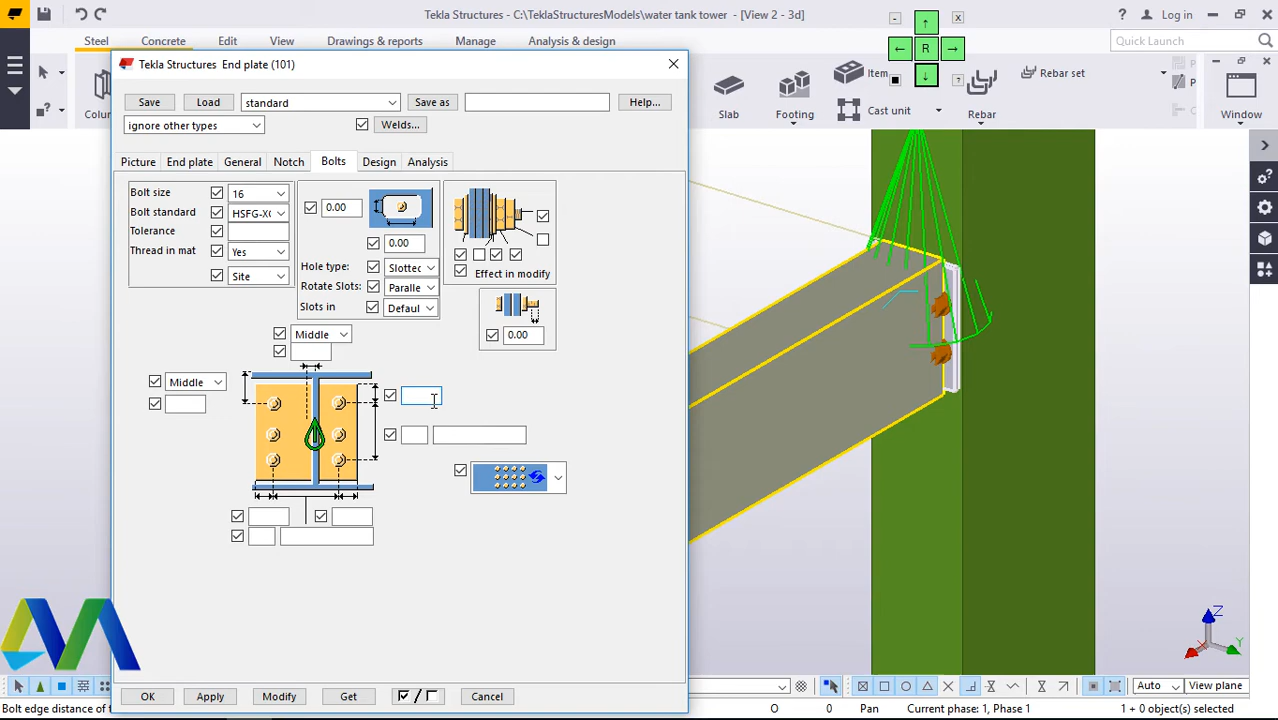 Tekla Structures - C:\TeklaStructuresModels\water tank tower - [View 2 - 3d]
Log in
Steel Concrete Edit View Drawings & reports Manage Analysis & design
Quick Launch
R
Item
Rebar set
Cast unit
Slab Footing Rebar Window
Tekla Structures End plate (101)
Save Load standard Save as Help...
ignore other types Welds...
Picture End plate General Notch Bolts Design Analysis
Bolt size 16
Bolt standard HSFG-X
Tolerance
Thread in mat Yes
Site
0.00
0.00
Hole type: Slotte
Rotate Slots: Paralle
Slots in Defaul
Effect in modify
0.00
Middle
Middle
OK Apply Modify Get / Cancel
Auto View plane
Bolt edge distance of t
O 0 Pan Current phase: 1, Phase 1 1 + 0 object(s) selected
Z
X
Y